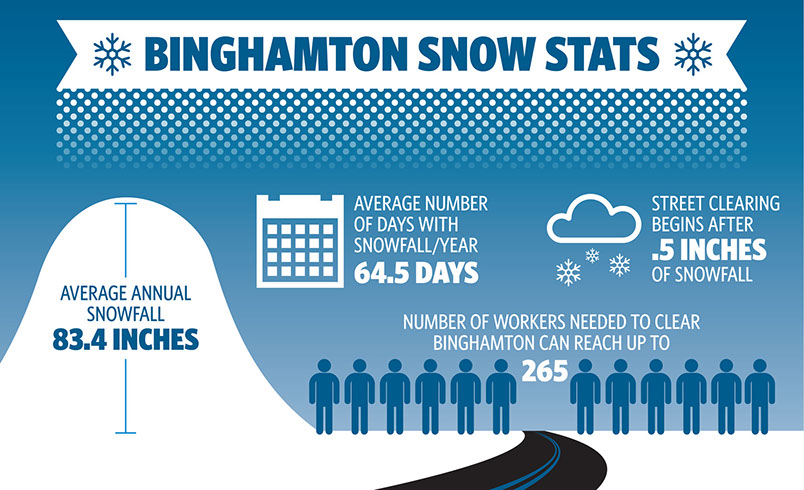 BINGHAMTON SNOW STATS
AVERAGE ANNUAL
SNOWFALL
83.4 INCHES
AVERAGE NUMBER
OF DAYS WITH
SNOWFALL/YEAR
64.5 DAYS
STREET CLEARING
BEGINS AFTER
.5 INCHES
OF SNOWFALL
NUMBER OF WORKERS NEEDED TO CLEAR
BINGHAMTON CAN REACH UP TO
265